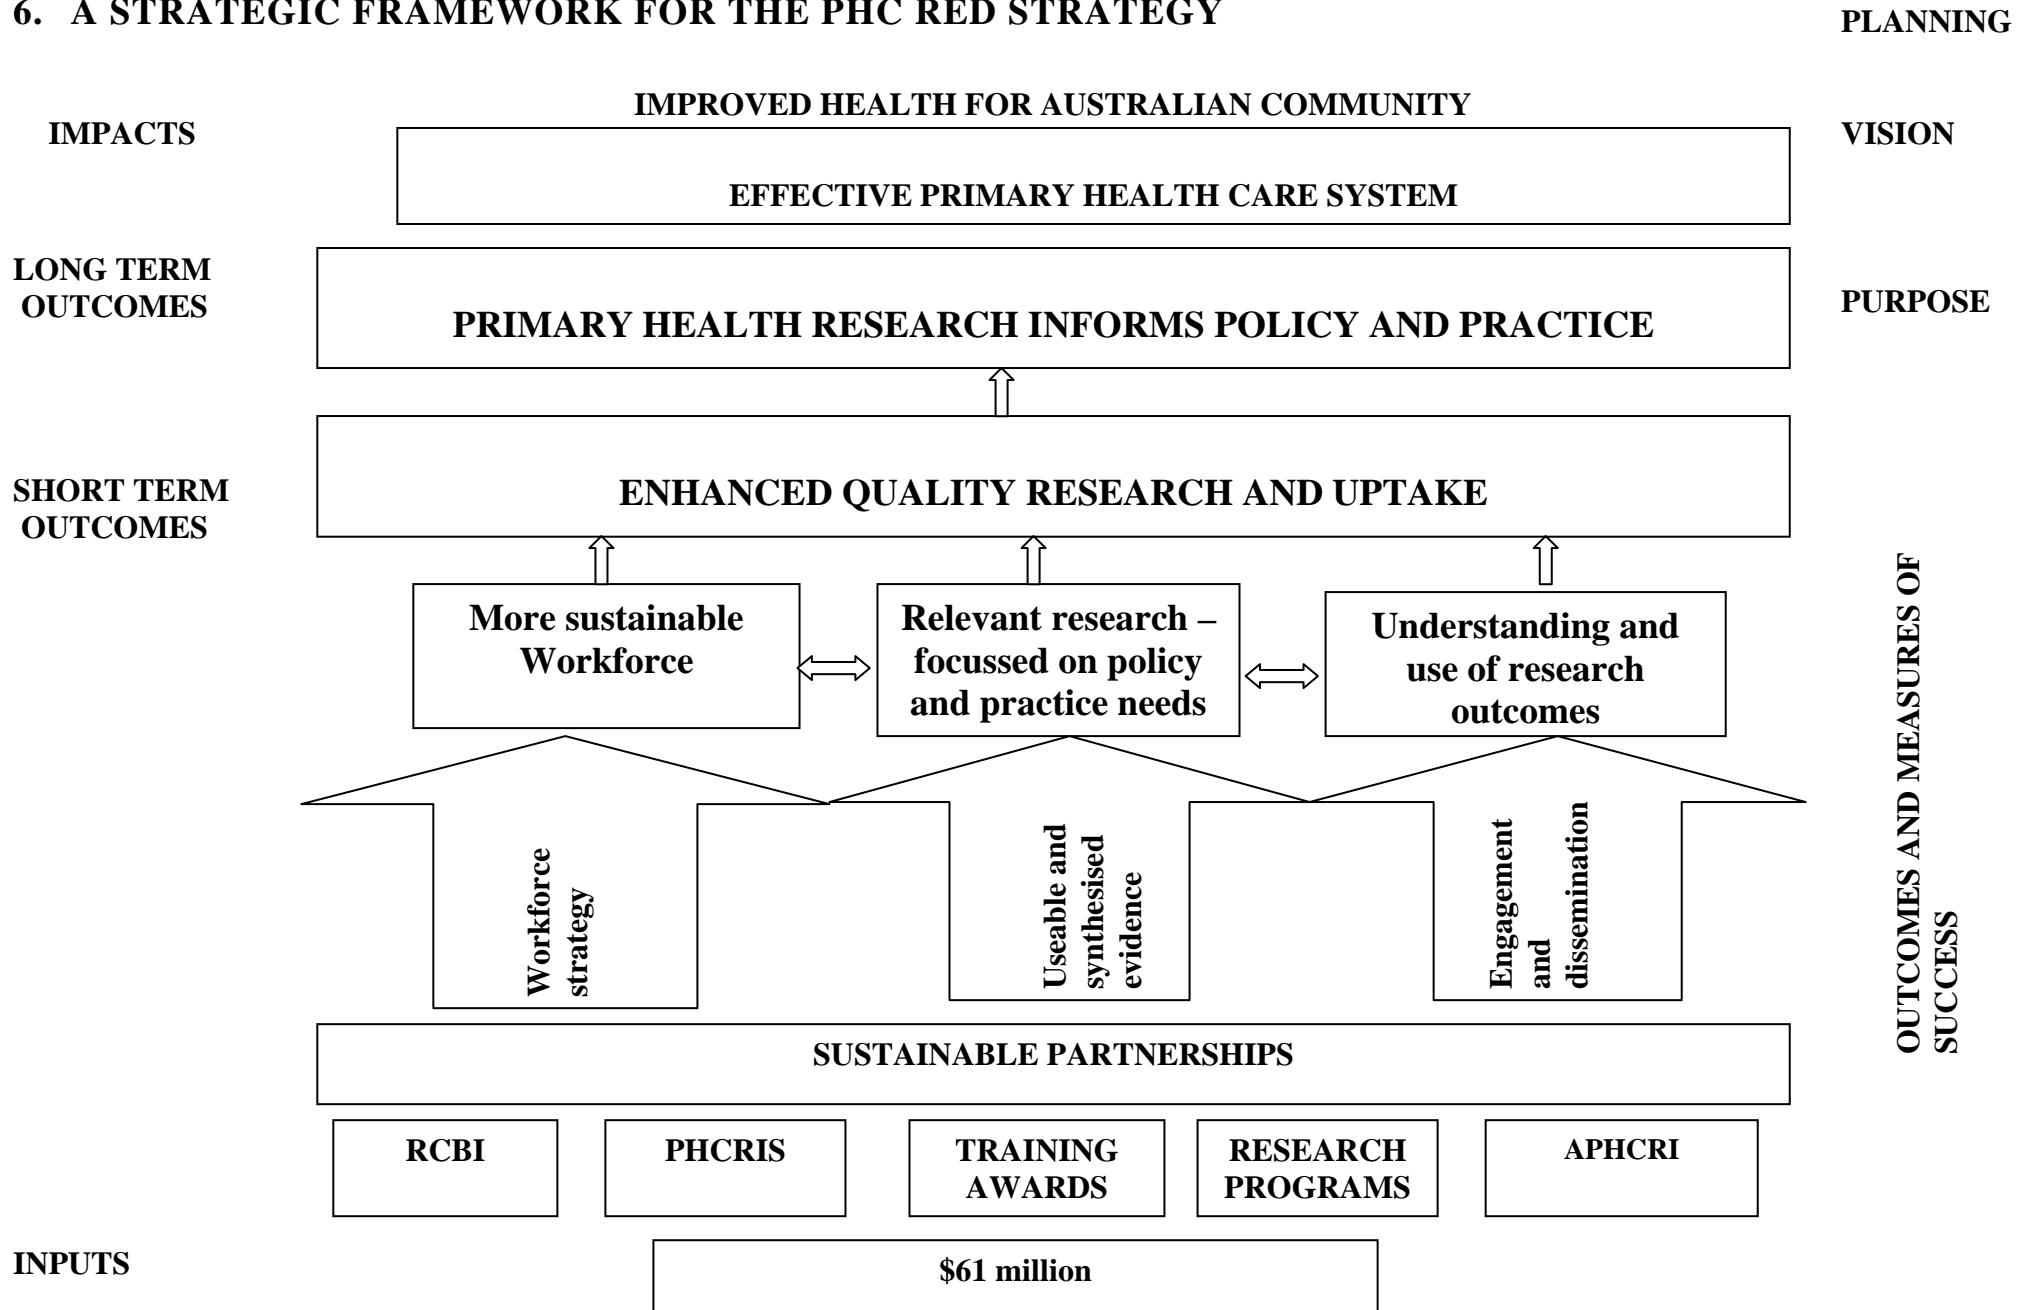 6. A STRATEGIC FRAMEWORK FOR THE PHC RED STRATEGY
PLANNING
IMPROVED HEALTH FOR AUSTRALIAN COMMUNITY
IMPACTS
VISION
EFFECTIVE PRIMARY HEALTH CARE SYSTEM
LONG TERM
OUTCOMES
PURPOSE
PRIMARY HEALTH RESEARCH INFORMS POLICY AND PRACTICE
SHORT TERM
OUTCOMES
ENHANCED QUALITY RESEARCH AND UPTAKE
More sustainable
Workforce
Relevant research –
focussed on policy
and practice needs
Understanding and
use of research
outcomes
OUTCOMES AND MEASURES OF
SUCCESS
Workforce
strategy
Useable and
synthesised
evidence
Engagement
and
dissemination
SUSTAINABLE PARTNERSHIPS
RCBI
PHCRIS
TRAINING
AWARDS
RESEARCH
PROGRAMS
APHCRI
INPUTS
$61 million